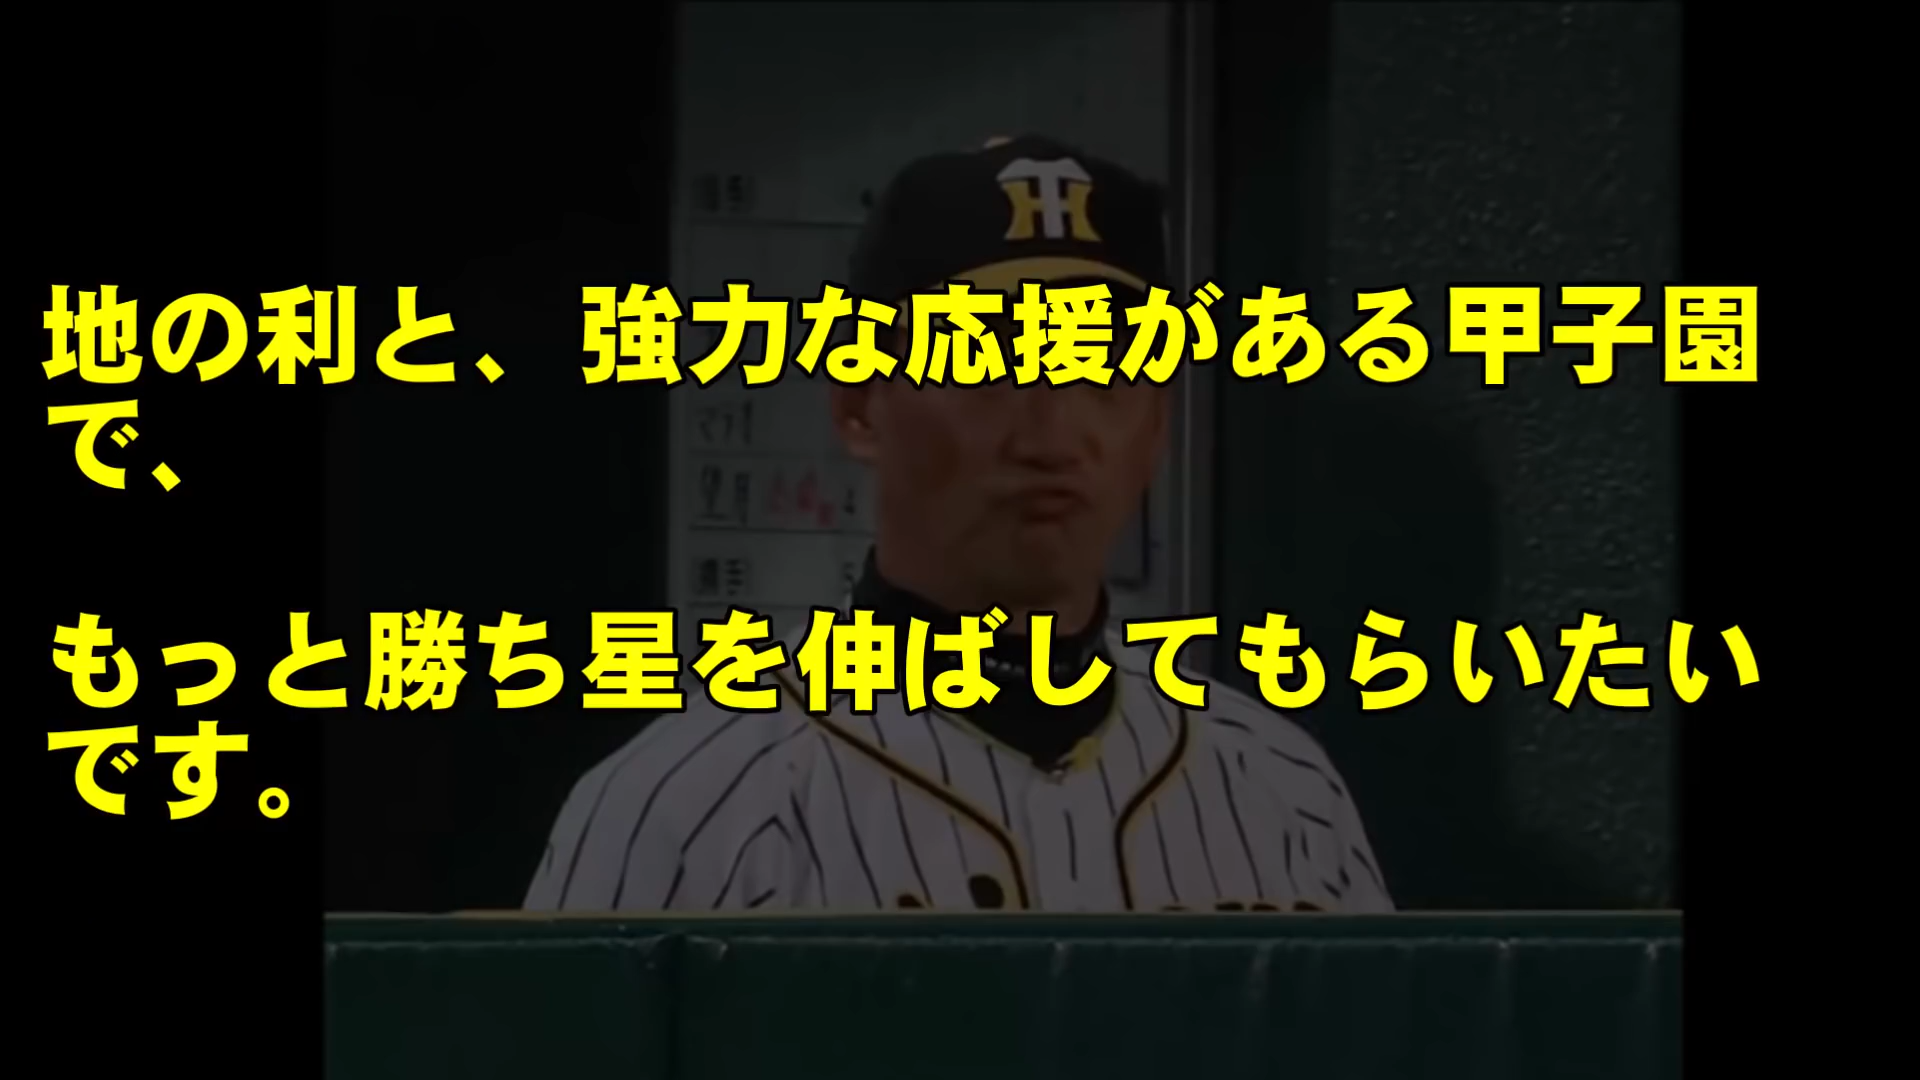 地の利と、強力な応援がある甲子園
で、
もっと勝ち星を伸ばしてもらいたい
です。